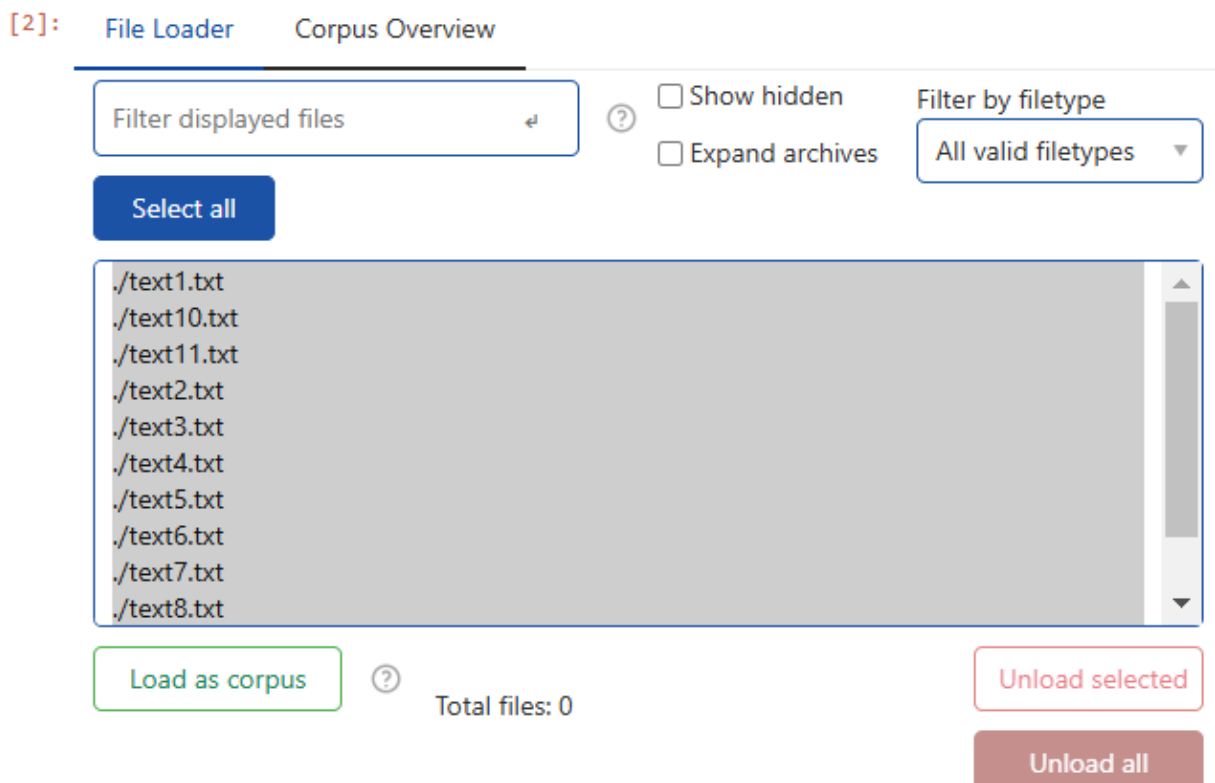 [2]:
File Loader Corpus Overview
Filter displayed files
Show hidden
Expand archives
Filter by filetype
All valid filetypes
Select all
./text1.txt
./text10.txt
./text11.txt
./text2.txt
./text3.txt
./text4.txt
./text5.txt
./text6.txt
./text7.txt
./text8.txt
Load as corpus
Total files: 0
Unload selected
Unload all